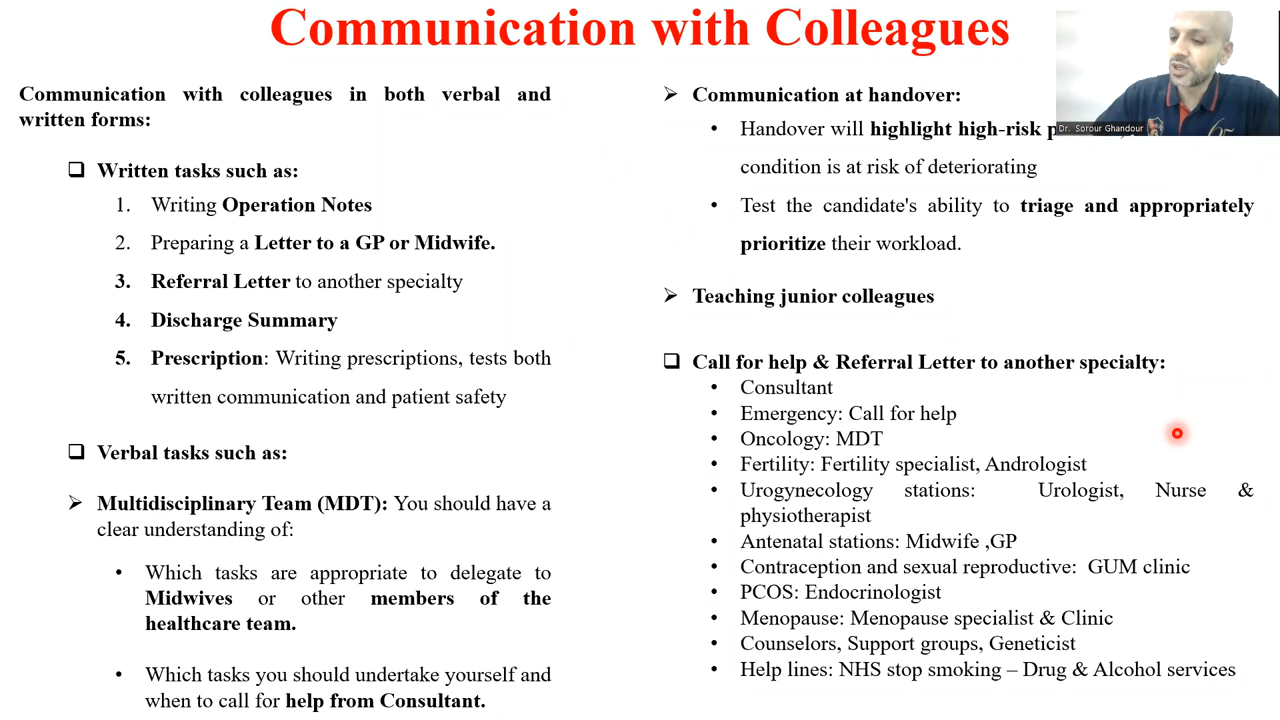 Communication with Colleagues
Communication with colleagues in both verbal and
written forms:
❑ Written tasks such as:
1. Writing Operation Notes
2. Preparing a Letter to a GP or Midwife.
3. Referral Letter to another specialty
4. Discharge Summary
5. Prescription: Writing prescriptions, tests both
written communication and patient safety
❑ Verbal tasks such as:
➢ Multidisciplinary Team (MDT): You should have a
clear understanding of:
• Which tasks are appropriate to delegate to
Midwives or other members of the
healthcare team.
• Which tasks you should undertake yourself and
when to call for help from Consultant.
➢ Communication at handover:
• Handover will highlight high-risk
condition is at risk of deteriorating
• Test the candidate's ability to triage and appropriately
prioritize their workload.
➢ Teaching junior colleagues
❑ Call for help & Referral Letter to another specialty:
• Consultant
• Emergency: Call for help
• Oncology: MDT
• Fertility: Fertility specialist, Andrologist
• Urogynecology stations: Urologist, Nurse &
physiotherapist
• Antenatal stations: Midwife ,GP
• Contraception and sexual reproductive: GUM clinic
• PCOS: Endocrinologist
• Menopause: Menopause specialist & Clinic
• Counselors, Support groups, Geneticist
• Help lines: NHS stop smoking – Drug & Alcohol services
Dr. Sorour Ghandour